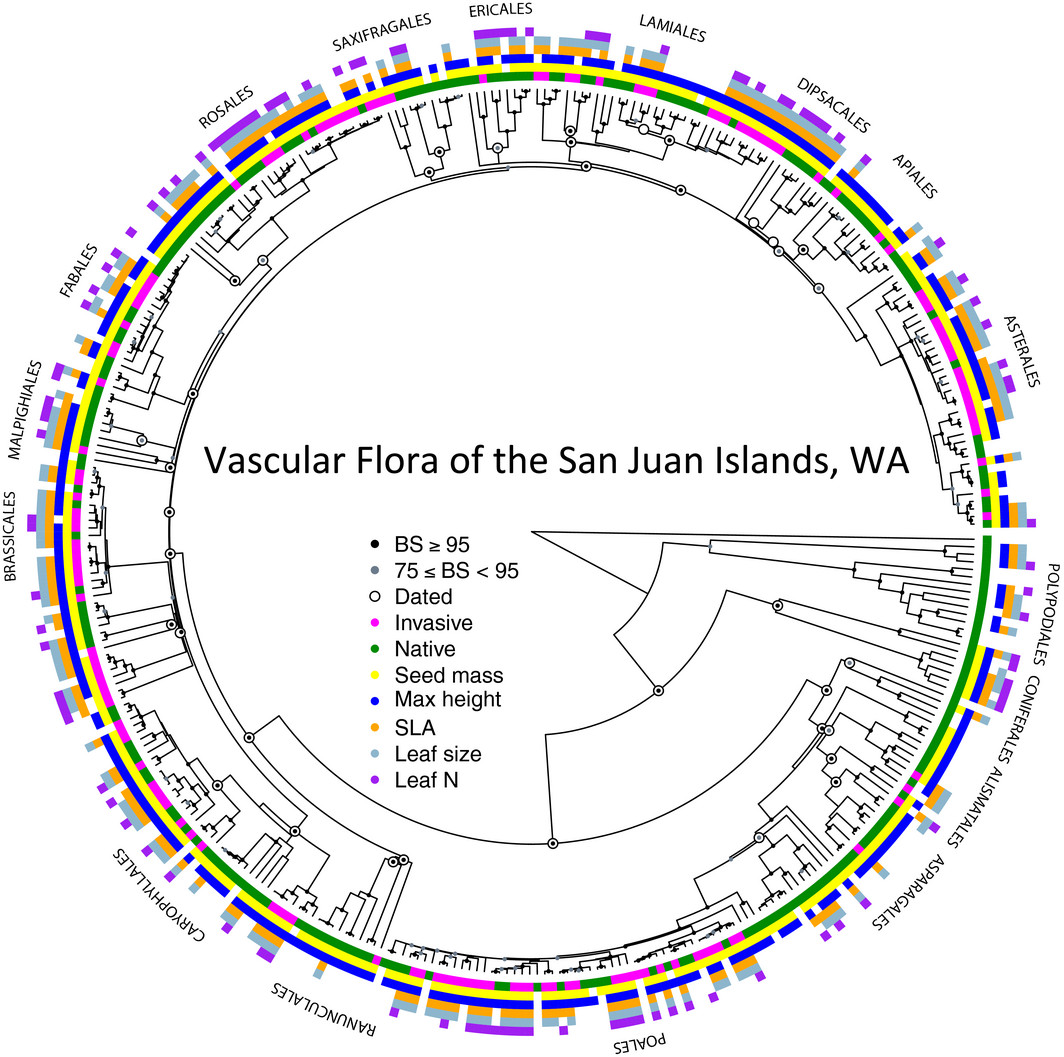 ERICALES
LAMIALES
DIPSACALES
APIALES
ASTERALES
POLYPODIALES
CONIFERALES
ALISMATALES
ASPARAGALES
POALES
RANUNCULALES
CARYOPHYLLALES
BRASSICALES
MALPIGHIALES
FABALES
ROSALES
SAXIFRAGALES
Vascular Flora of the San Juan Islands, WA
BS ≥ 95
75 ≤ BS < 95
Dated
Invasive
Native
Seed mass
Max height
SLA
Leaf size
Leaf N